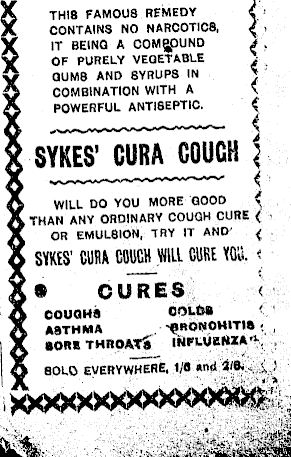 THIS FAMOUS REMEDY
CONTAINS NO NARCOTICS,
IT BEING A COMPOUND
OF PURELY VEGETABLE
GUMS AND SYRUPS IN
COMBINATION WITH A
POWERFUL ANTISEPTIC.
SYKES' CURA COUGH
WILL DO YOU MORE GOOD
THAN ANY ORDINARY COUGH CURE
OR EMULSION, TRY IT AND
SYKES' CURA COUGH WILL CURE YOU.
CURES
COUGHS COLDS
ASTHMA BRONCHITIS
SORE THROATS INFLUENZA
SOLD EVERYWHERE, 1/6 and 2/6.